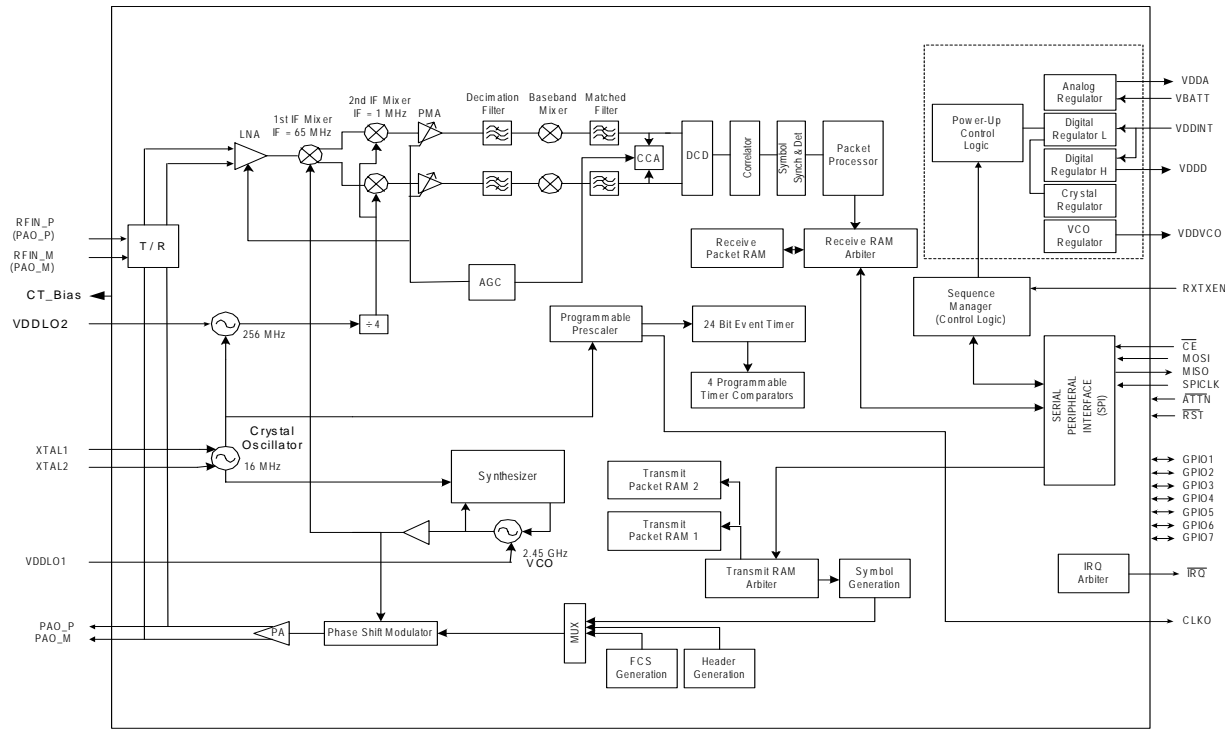 2nd IF Mixer
IF = 1 MHz
PMA
Decimation
Filter
Baseband
Mixer
Matched
Filter
1st IF Mixer
IF = 65 MHz
LNA
CCA
DCD
Correlator
Symbol
Synch & Det
Packet
Processor
Power-Up
Control
Logic
Analog
Regulator
Digital
Regulator L
Digital
Regulator H
Crystal
Regulator
VCO
Regulator
VDDA
VBATT
VDDINT
VDDD
VDDVCO
RFIN_P
(PAO_P)
RFIN_M
(PAO_M)
T / R
CT_Bias
VDDLO2
256 MHz
÷4
AGC
Receive
Packet RAM
Receive RAM
Arbiter
Sequence
Manager
(Control Logic)
RXTXEN
Programmable
Prescaler
24 Bit Event Timer
4 Programmable
Timer Comparators
SERIAL
PERIPHERAL
INTERFACE
(SPI)
CE
MOSI
MISO
SPICLK
ATTN
RST
XTAL1
XTAL2
Crystal
Oscillator
16 MHz
Synthesizer
2.45 GHz
VCO
VDDLO1
Transmit
Packet RAM 2
Transmit
Packet RAM 1
Transmit RAM
Arbiter
Symbol
Generation
GPIO1
GPIO2
GPIO3
GPIO4
GPIO5
GPIO6
GPIO7
IRQ
Arbiter
IRQ
CLKO
PAO_P
PAO_M
PA
Phase Shift Modulator
MUX
FCS
Generation
Header
Generation